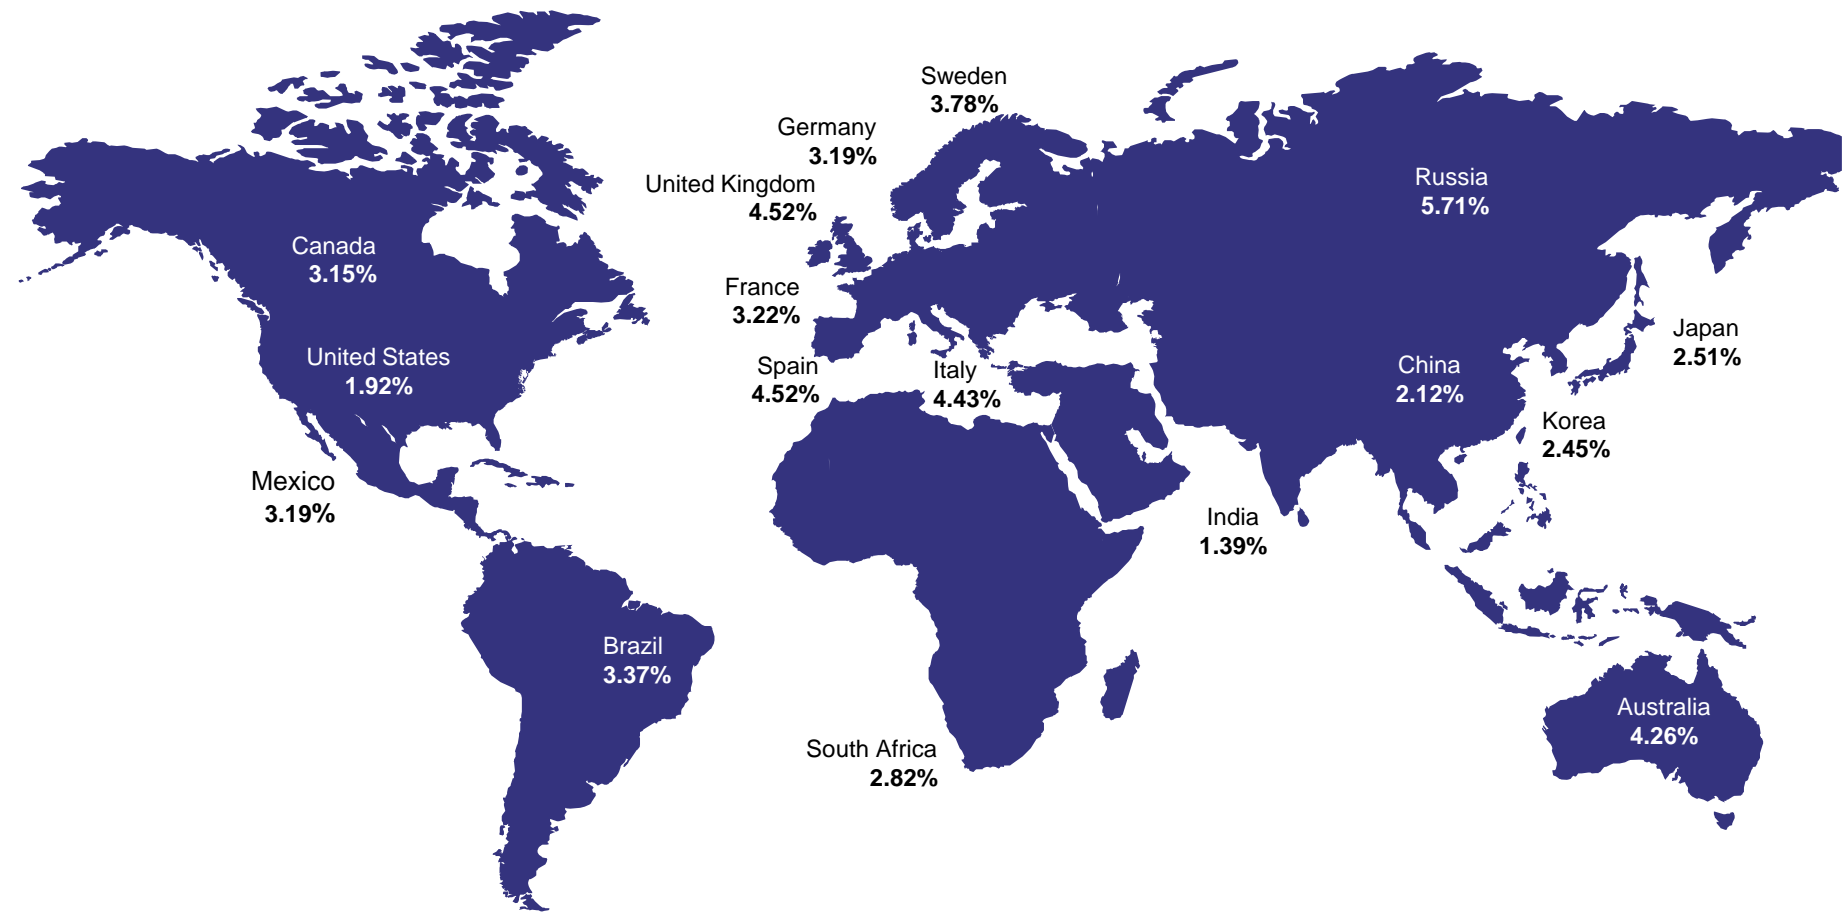 Sweden
3.78%
Germany
3.19%
United Kingdom
4.52%
Russia
5.71%
Canada
3.15%
France
3.22%
Japan
2.51%
United States
1.92%
Spain
4.52%
Italy
4.43%
China
2.12%
Korea
2.45%
Mexico
3.19%
India
1.39%
Brazil
3.37%
Australia
4.26%
South Africa
2.82%